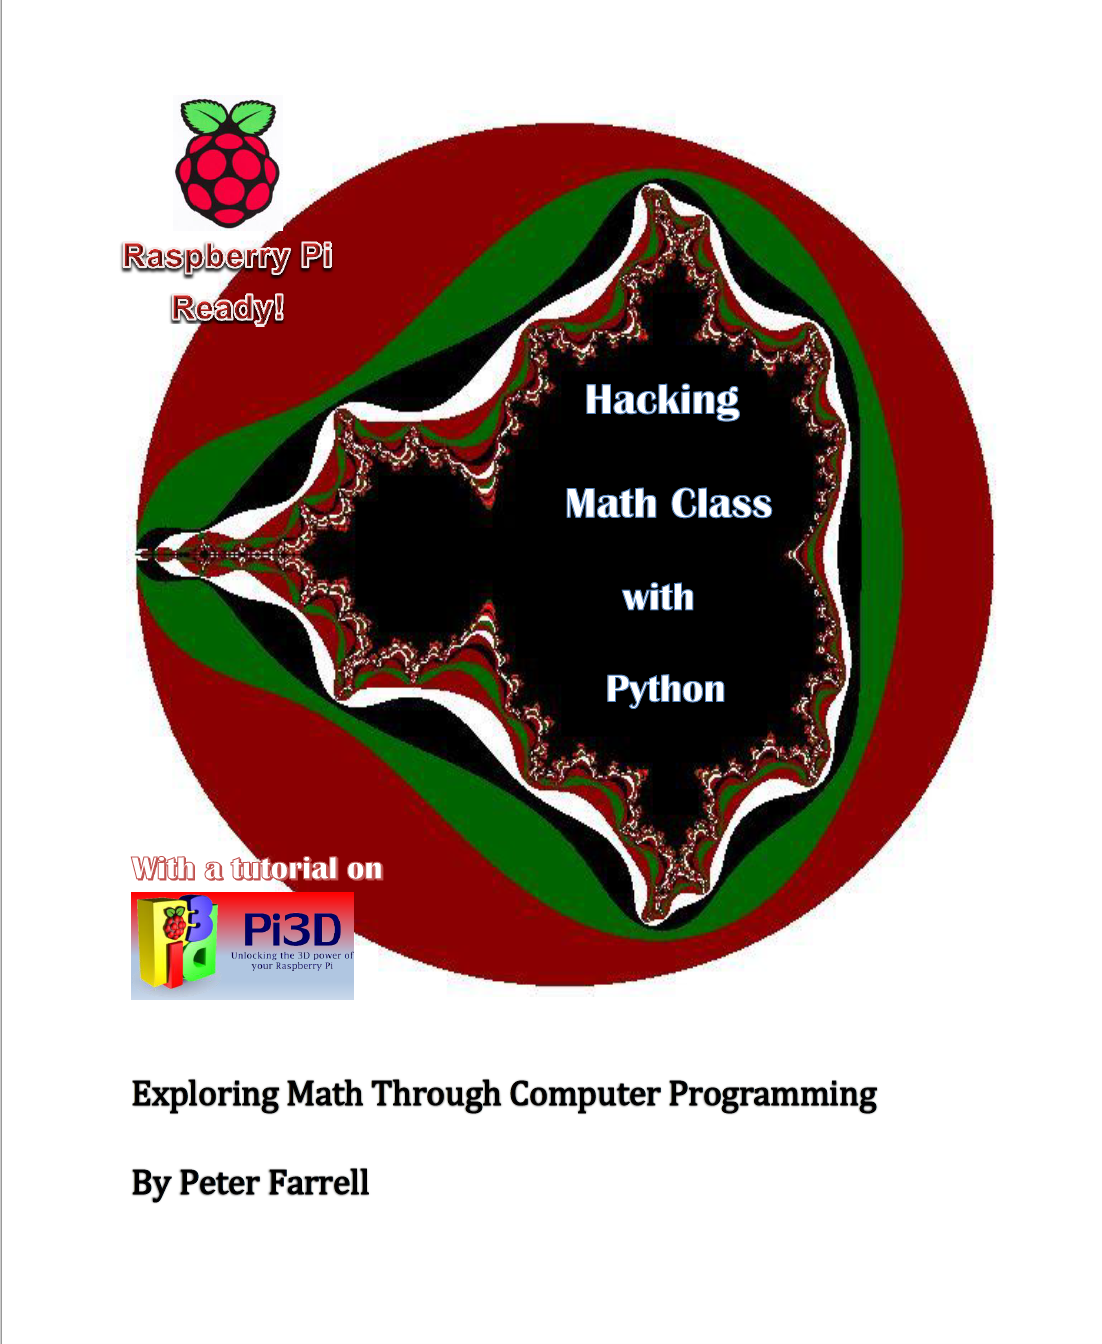 Raspberry Pi
Ready!
Hacking
Math Class
with
Python
With a tutorial on
Pi3D
Unlocking the 3D power of
your Raspberry Pi
Exploring Math Through Computer Programming
By Peter Farrell